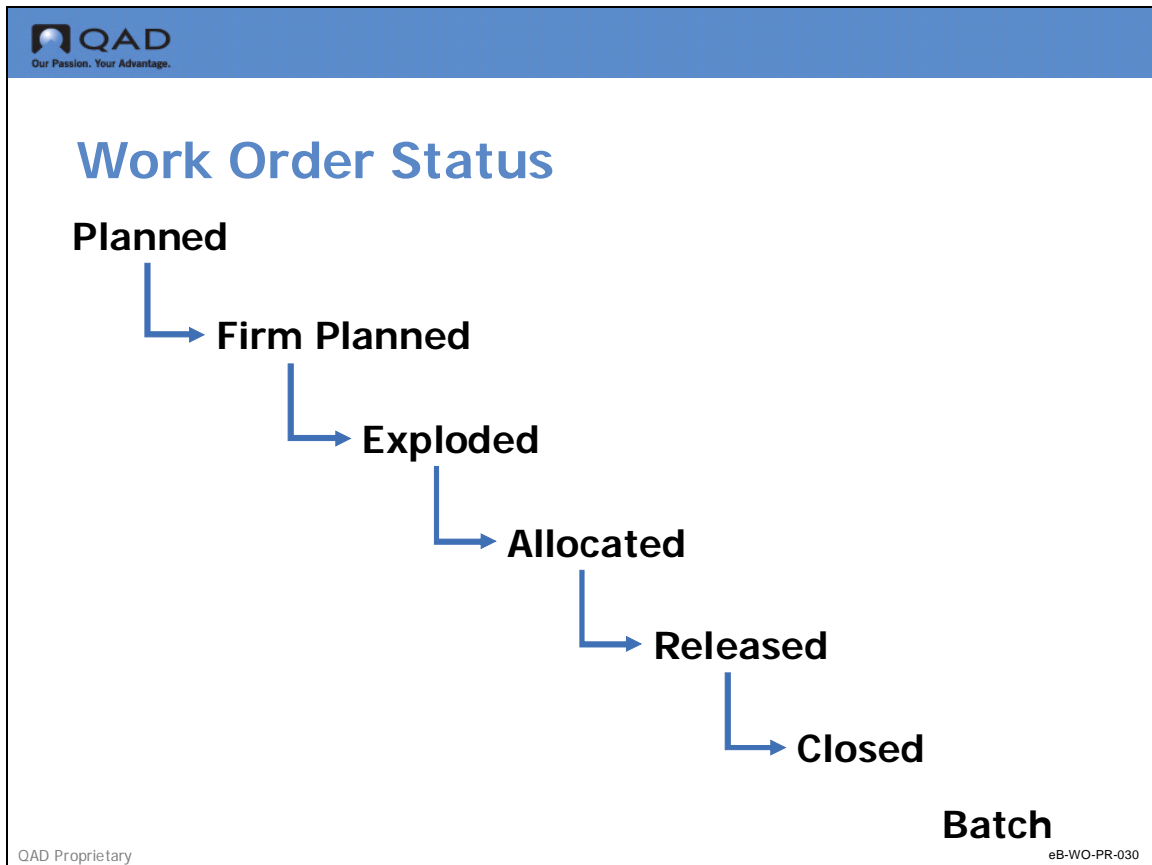 QAD
Our Passion. Your Advantage.
Work Order Status
Planned
Firm Planned
Exploded
Allocated
Released
Closed
Batch
QAD Proprietary
eB-WO-PR-030